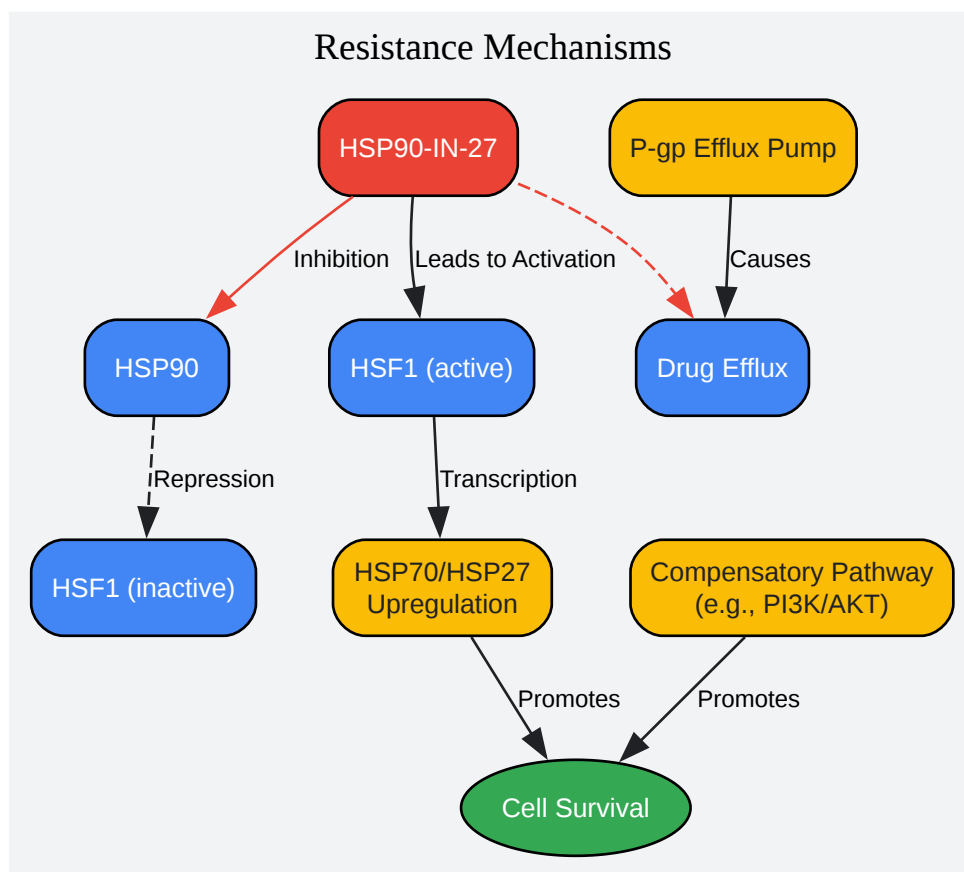 Resistance Mechanisms
HSP90-IN-27
P-gp Efflux Pump
Inhibition
Leads to Activation
Causes
HSP90
HSF1 (active)
Drug Efflux
Repression
Transcription
HSF1 (inactive)
HSP70/HSP27
Upregulation
Compensatory Pathway
(e.g., PI3K/AKT)
Promotes
Promotes
Cell Survival